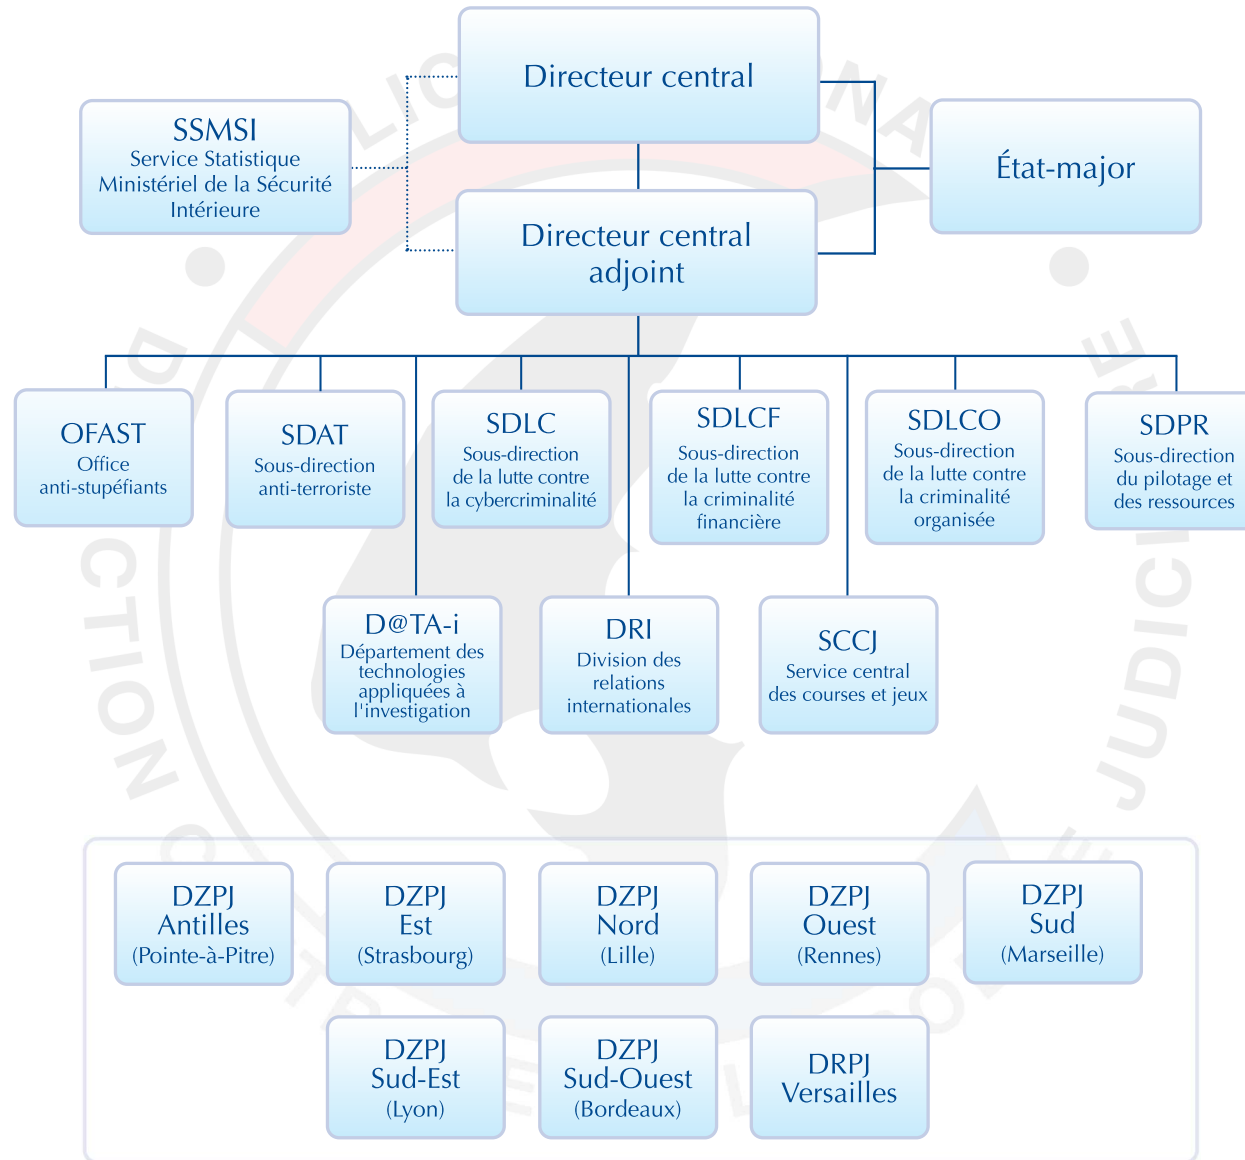 Directeur central
SSMSI
Service Statistique
Ministériel de la Sécurité
Intérieure
État-major
Directeur central
adjoint
OFAST
Office
anti-stupéfiants
SDAT
Sous-direction
anti-terroriste
SDLC
Sous-direction
de la lutte contre
la cybercriminalité
SDLCF
Sous-direction
de la lutte contre
la criminalité
financière
SDLCO
Sous-direction
de la lutte contre
la criminalité
organisée
SDPR
Sous-direction
du pilotage et
des ressources
D@TA-i
Département des
technologies
appliquées à
l'investigation
DRI
Division des
relations
internationales
SCCJ
Service central
des courses et jeux
DZPJ
Antilles
(Pointe-à-Pitre)
DZPJ
Est
(Strasbourg)
DZPJ
Nord
(Lille)
DZPJ
Ouest
(Rennes)
DZPJ
Sud
(Marseille)
DZPJ
Sud-Est
(Lyon)
DZPJ
Sud-Ouest
(Bordeaux)
DRPJ
Versailles